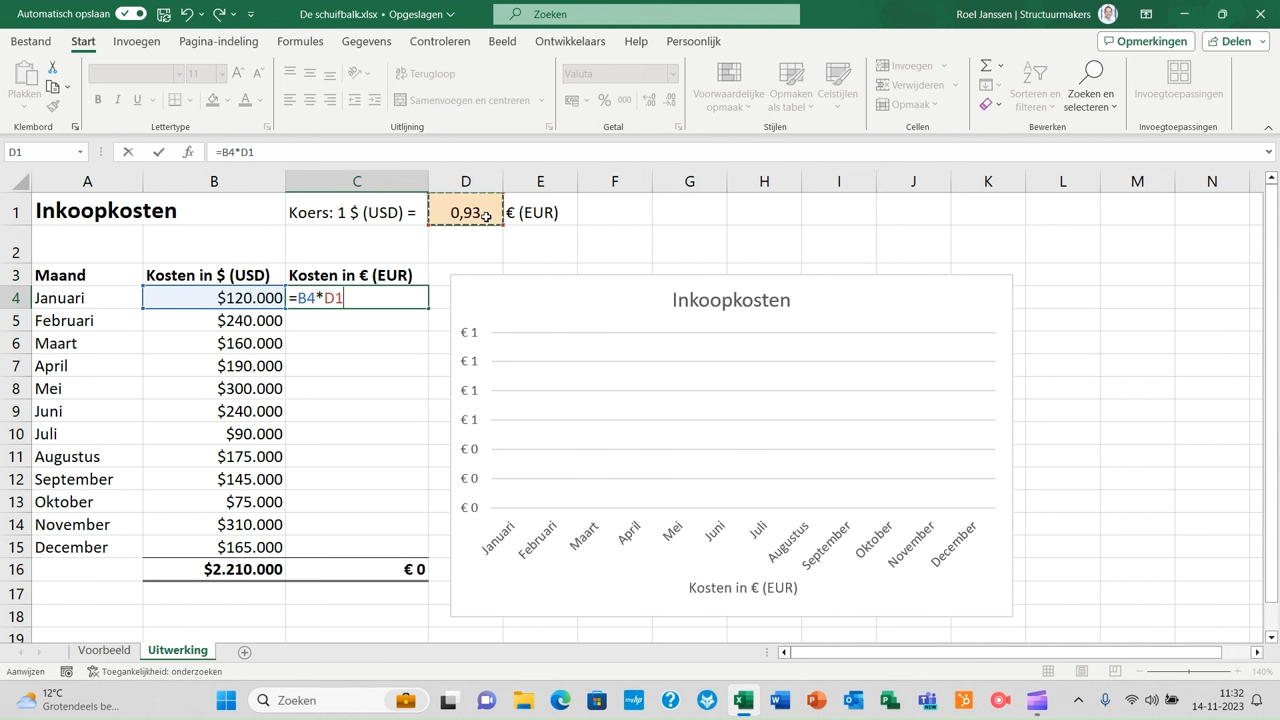 Automatisch opslaan
De schuifbalk.xlsx • Opgeslagen
Zoeken
Roel Janssen | Structuurmakers
Bestand Start Invoegen Pagina-indeling Formules Gegevens Controleren Beeld Ontwikkelaars Help Persoonlijk
Opmerkingen Delen
Plakken
Klembord
11
B I U
Lettertype
Terugloop
Samenvoegen en centreren
Uitlijning
Valuta
% 000
Getal
Voorwaardelijke opmaak
Opmaken als tabel
Celstijlen
Stijlen
Invoegen
Verwijderen
Opmaak
Cellen
Sorteren en filteren
Zoeken en selecteren
Bewerken
Invoegtoepassingen
Invoegtoepassingen
D1 fx =B4*D1
A B C D E F G H I J K L M N
1 Inkoopkosten Koers: 1 $ (USD) = 0,93 € (EUR)
2
3 Maand Kosten in $ (USD) Kosten in € (EUR)
4 Januari $120.000 =B4*D1
5 Februari $240.000
6 Maart $160.000
7 April $190.000
8 Mei $300.000
9 Juni $240.000
10 Juli $90.000
11 Augustus $175.000
12 September $145.000
13 Oktober $75.000
14 November $310.000
15 December $165.000
16 $2.210.000 € 0
17
18
19
Inkoopkosten
€ 1
€ 1
€ 1
€ 1
€ 0
€ 0
€ 0
Januari Februari Maart April Mei Juni Juli Augustus September Oktober November December
Kosten in € (EUR)
Voorbeeld Uitwerking
Aanwijzen Toegankelijkheid: onderzoeken
140%
12°C
Grotendeels be...
Zoeken
11:32
14-11-2023